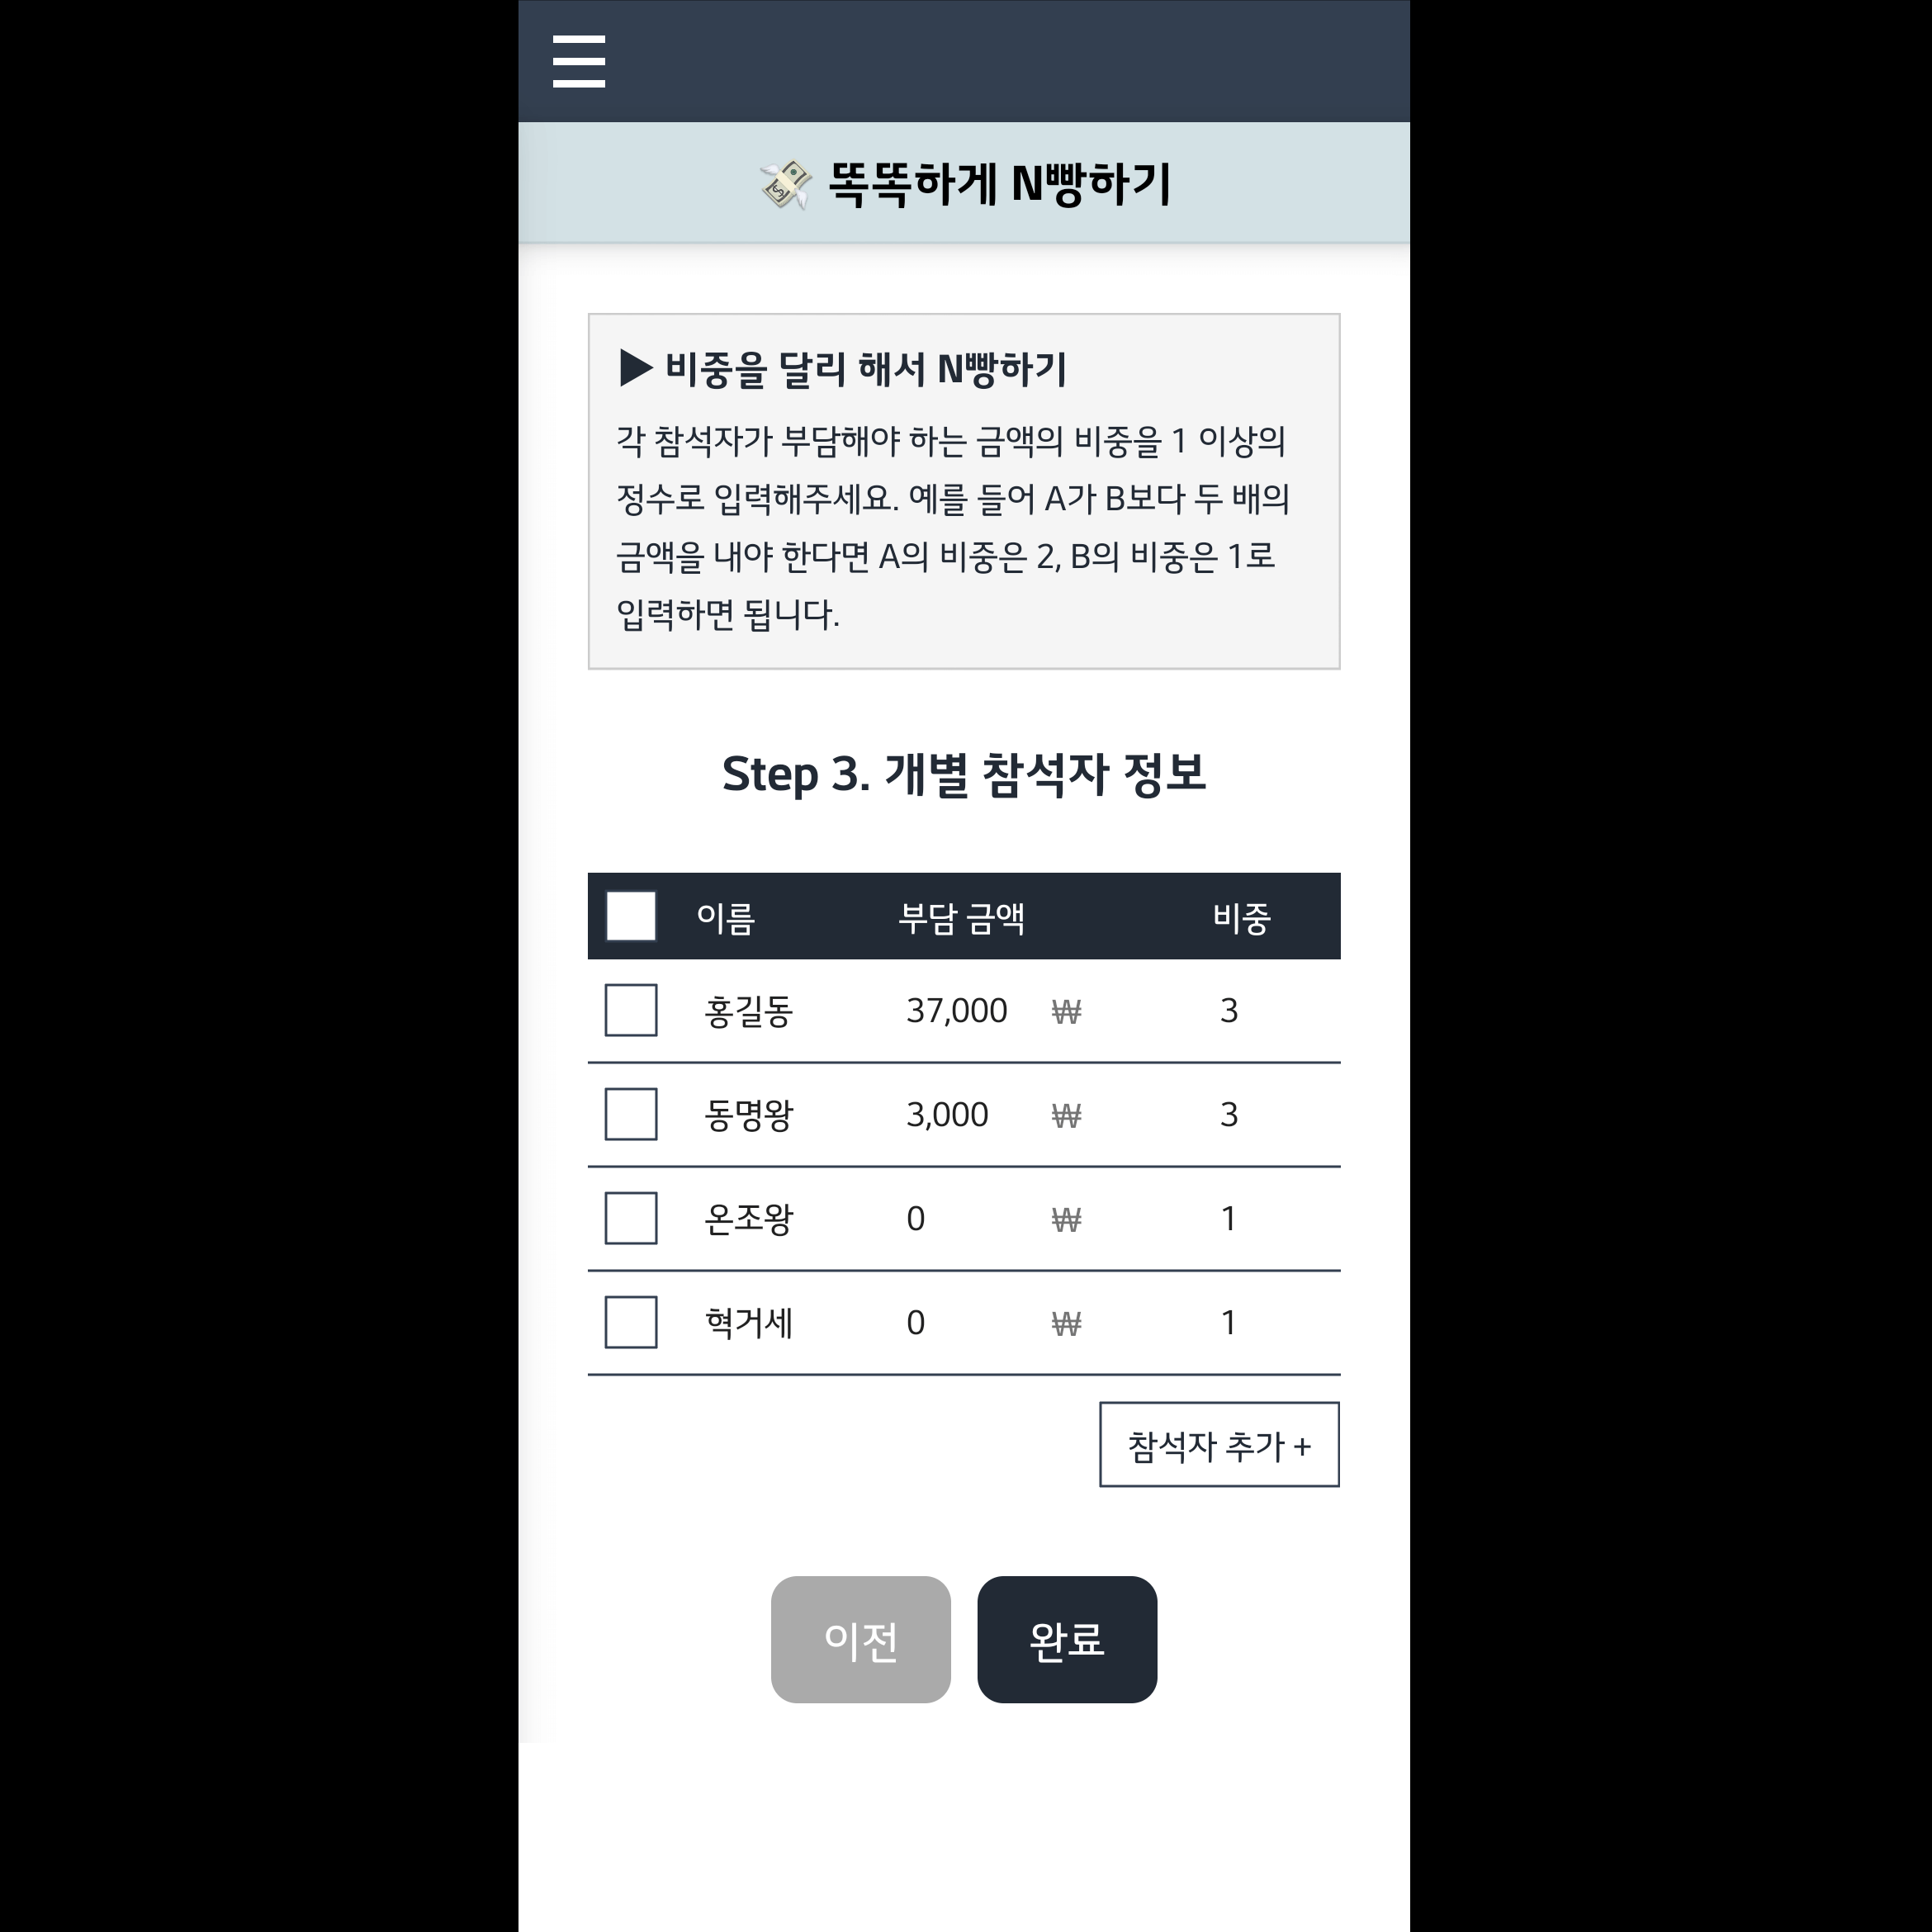 똑똑하게 N빵하기
▶ 비중을 달리 해서 N빵하기
각 참석자가 부담해야 하는 금액의 비중을 1 이상의
정수로 입력해주세요. 예를 들어 A가 B보다 두 배의
금액을 내야 한다면 A의 비중은 2, B의 비중은 1로
입력하면 됩니다.
Step 3. 개별 참석자 정보
이름 부담 금액 비중
홍길동 37,000 ₩ 3
동명왕 3,000 ₩ 3
온조왕 0 ₩ 1
혁거세 0 ₩ 1
참석자 추가 +
이전 완료